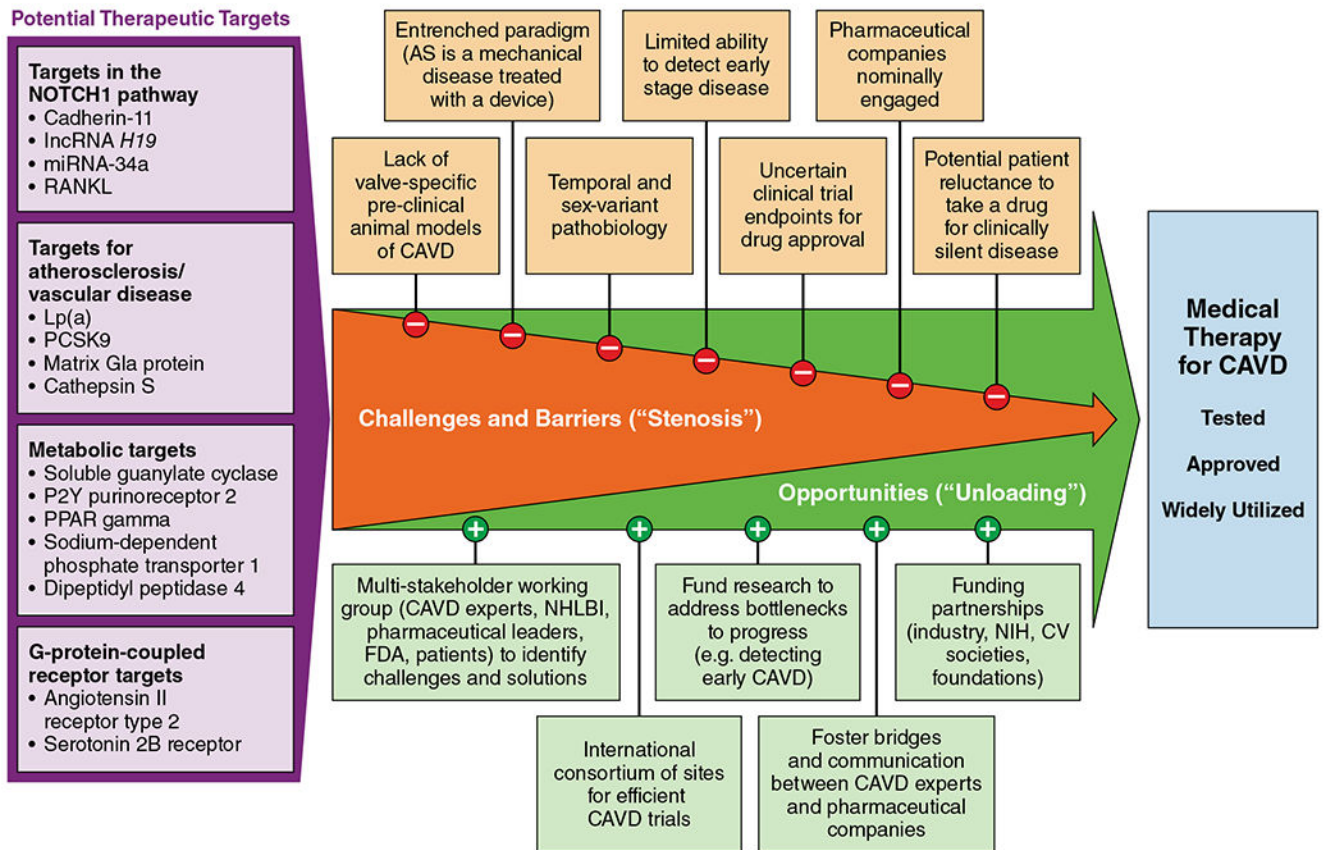 Potential Therapeutic Targets
Targets in the
NOTCH1 pathway
• Cadherin-11
• lncRNA H19
• miRNA-34a
• RANKL
Targets for
atherosclerosis/
vascular disease
• Lp(a)
• PCSK9
• Matrix Gla protein
• Cathepsin S
Metabolic targets
• Soluble guanylate cyclase
• P2Y purinoreceptor 2
• PPAR gamma
• Sodium-dependent
phosphate transporter 1
• Dipeptidyl peptidase 4
G-protein-coupled
receptor targets
• Angiotensin II
receptor type 2
• Serotonin 2B receptor
Entrenched paradigm
(AS is a mechanical
disease treated
with a device)
Limited ability
to detect early
stage disease
Pharmaceutical
companies
nominally
engaged
Lack of
valve-specific
pre-clinical
animal models
of CAVD
Temporal and
sex-variant
pathobiology
Uncertain
clinical trial
endpoints for
drug approval
Potential patient
reluctance to
take a drug
for clinically
silent disease
Challenges and Barriers (“Stenosis”)
Opportunities (“Unloading”)
Multi-stakeholder working
group (CAVD experts, NHLBI,
pharmaceutical leaders,
FDA, patients) to identify
challenges and solutions
Fund research to
address bottlenecks
to progress
(e.g. detecting
early CAVD)
Funding
partnerships
(industry, NIH, CV
societies,
foundations)
International
consortium of sites
for efficient
CAVD trials
Foster bridges
and communication
between CAVD experts
and pharmaceutical
companies
Medical
Therapy
for CAVD
Tested
Approved
Widely Utilized